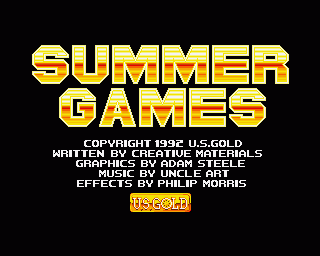 SUMMER
GAMES
COPYRIGHT 1992 U.S.GOLD
WRITTEN BY CREATIVE MATERIALS
GRAPHICS BY ADAM STEELE
MUSIC BY UNCLE ART
EFFECTS BY PHILIP MORRIS
U.S.GOLD